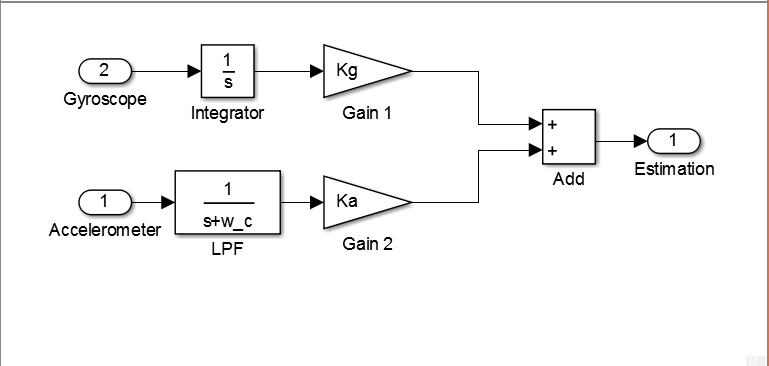 2
Gyroscope
1
s
Integrator
Kg
Gain 1
+
+
Add
1
Estimation
1
Accelerometer
1
s+w_c
LPF
Ka
Gain 2